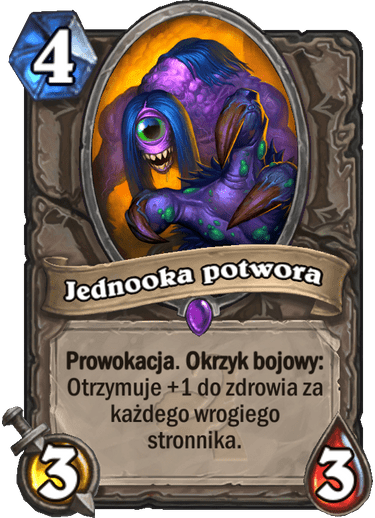 4
Jednooka potwora
Prowokacja. Okrzyk bojowy:
Otrzymuje +1 do zdrowia za
każdego wrogiego
stronnika.
3
3